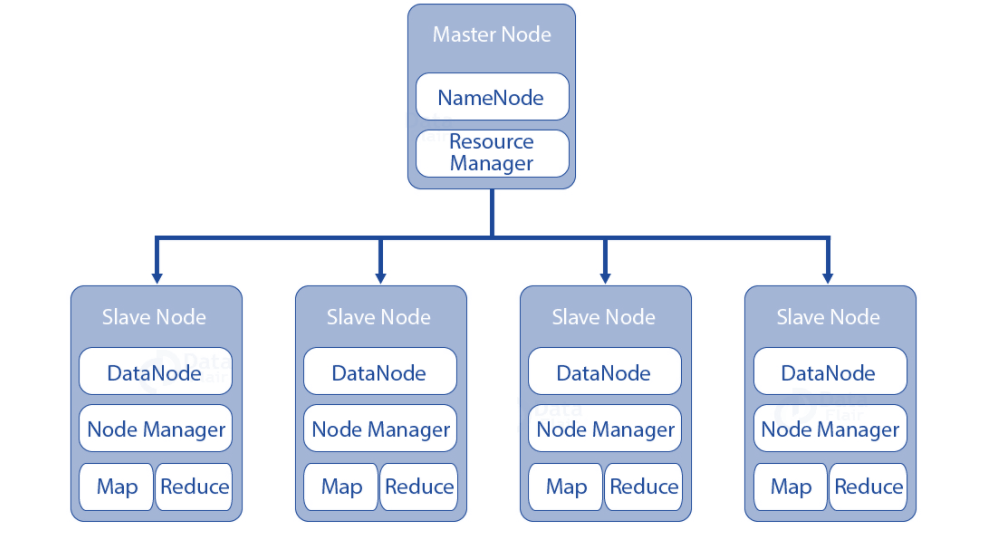 Master Node
NameNode
Resource
Manager
Slave Node
DataNode
Node Manager
Map
Reduce
Slave Node
DataNode
Node Manager
Map
Reduce
Slave Node
DataNode
Node Manager
Map
Reduce
Slave Node
DataNode
Node Manager
Map
Reduce